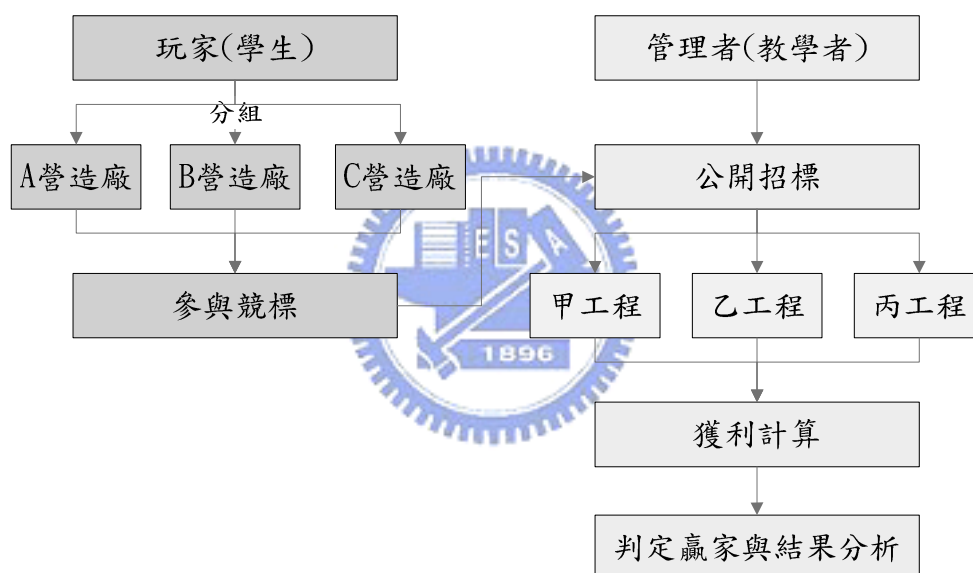 玩家(學生)
管理者(教學者)
分組
A營造廠
B營造廠
C營造廠
公開招標
參與競標
甲工程
乙工程
丙工程
ESA
1896
獲利計算
判定贏家與結果分析